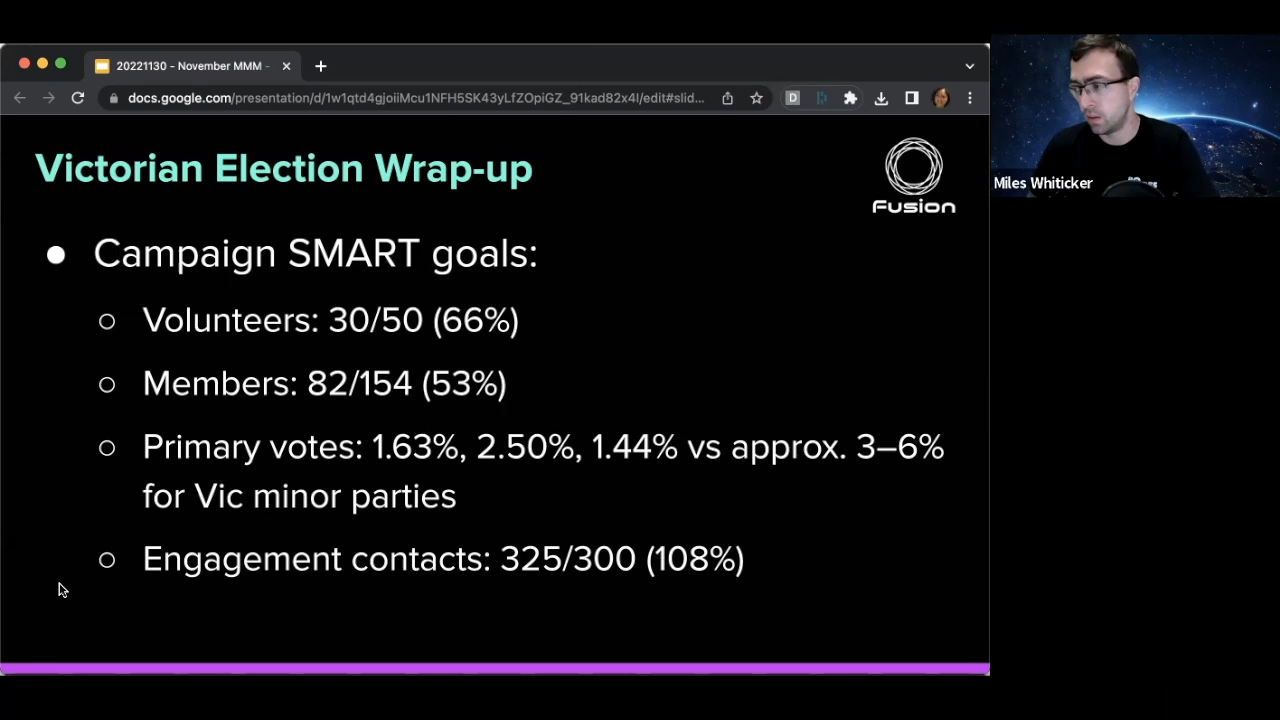 20221130 - November MMM -
docs.google.com/presentation/d/1w1qtd4gjoiiMcu1NFH5SK43yLfZOpiGZ_91kad82x4I/edit#slid...
D
Victorian Election Wrap-up
Fusion
● Campaign SMART goals:
○ Volunteers: 30/50 (66%)
○ Members: 82/154 (53%)
○ Primary votes: 1.63%, 2.50%, 1.44% vs approx. 3–6%
for Vic minor parties
○ Engagement contacts: 325/300 (108%)
Miles Whiticker